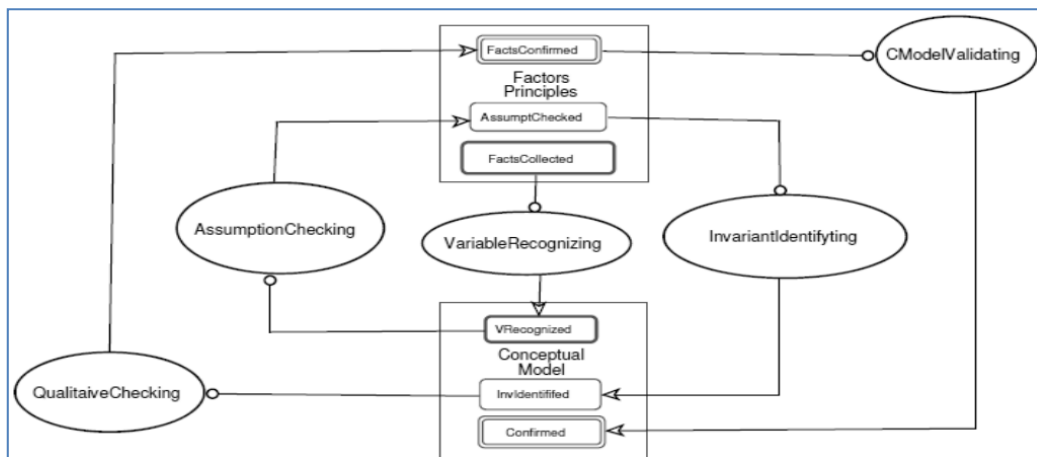 FactsConfirmed
CModelValidating
Factors
Principles
AssumptChecked
FactsCollected
AssumptionChecking
VariableRecognizing
InvariantIdentifyting
VRecognized
Conceptual
Model
QualitaiveChecking
InvIdentififed
Confirmed